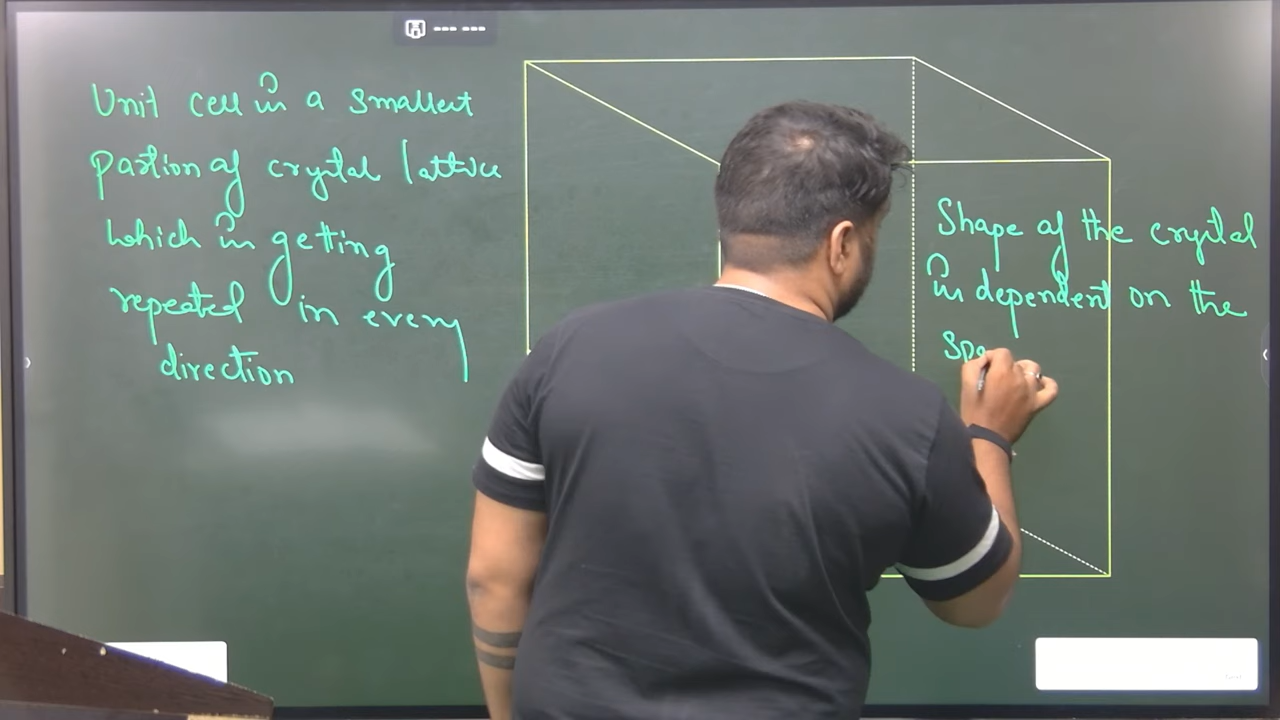 Unit cell is a smallest
Portion of crystal lattice
which is getting
repeated in every
direction
Shape of the crystal
is dependent on the
spe